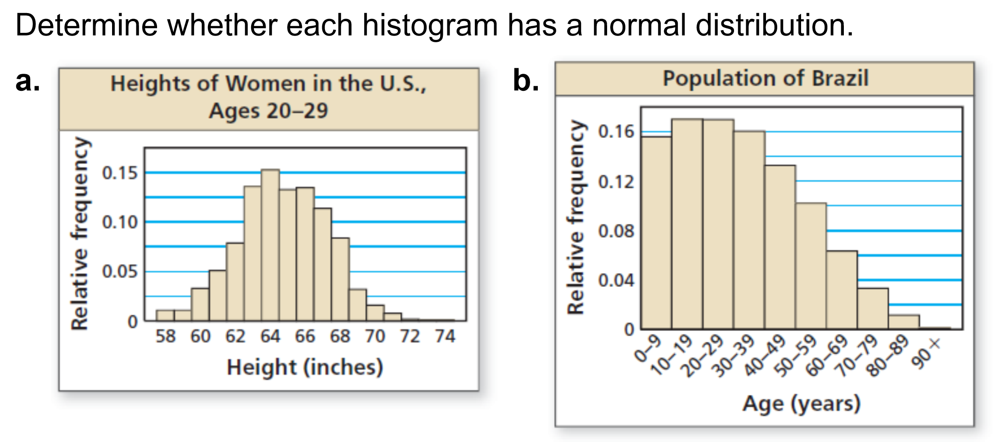 Determine whether each histogram has a normal distribution.
a.
Heights of Women in the U.S.,
Ages 20–29
Relative frequency
0.15
0.10
0.05
0
58 60 62 64 66 68 70 72 74
Height (inches)
b.
Population of Brazil
Relative frequency
0.16
0.12
0.08
0.04
0
0–9 10–19 20–29 30–39 40–49 50–59 60–69 70–79 80–89 90+
Age (years)